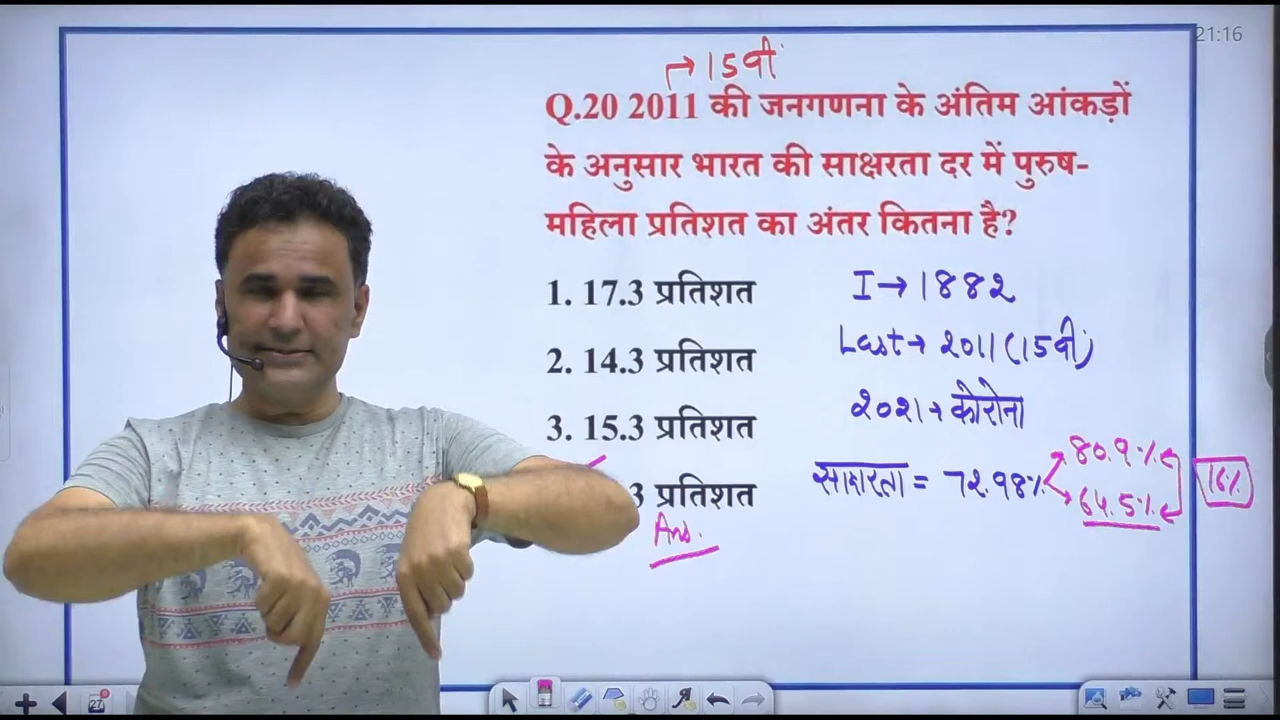 21:16
→15वीं
Q.20 2011 की जनगणना के अंतिम आंकड़ों
के अनुसार भारत की साक्षरता दर में पुरुष-
महिला प्रतिशत का अंतर कितना है?
1. 17.3 प्रतिशत
2. 14.3 प्रतिशत
3. 15.3 प्रतिशत
3 प्रतिशत
Ans.
I → 1882
Last → 2011 (15वीं)
2021 → कोरोना
साक्षरता = 72.98%
80.9%
64.5%
16%
27